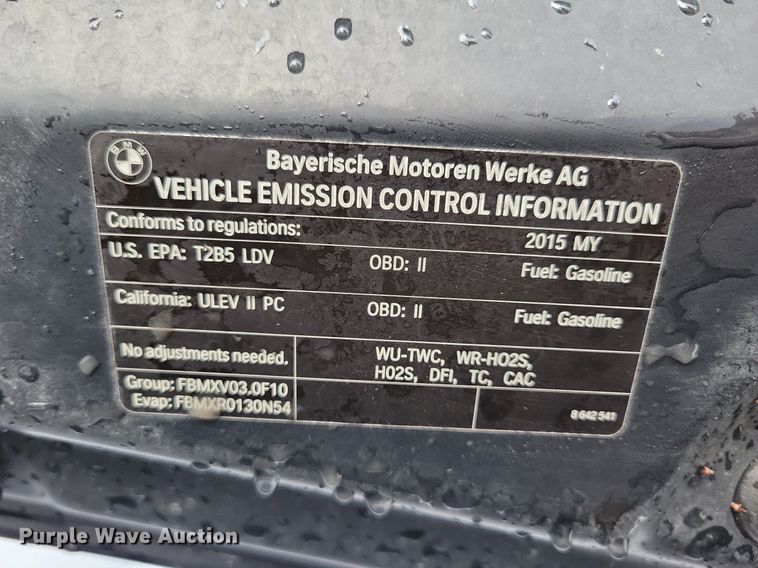 BMW
Bayerische Motoren Werke AG
VEHICLE EMISSION CONTROL INFORMATION
Conforms to regulations: 2015 MY
U.S. EPA: T2B5 LDV OBD: II Fuel: Gasoline
California: ULEV II PC OBD: II Fuel: Gasoline
No adjustments needed. WU-TWC, WR-HO2S,
HO2S, DFI, TC, CAC
Group: FBMXV03.0F10
Evap: FBMXR0130N54 8 642 541
Purple Wave Auction